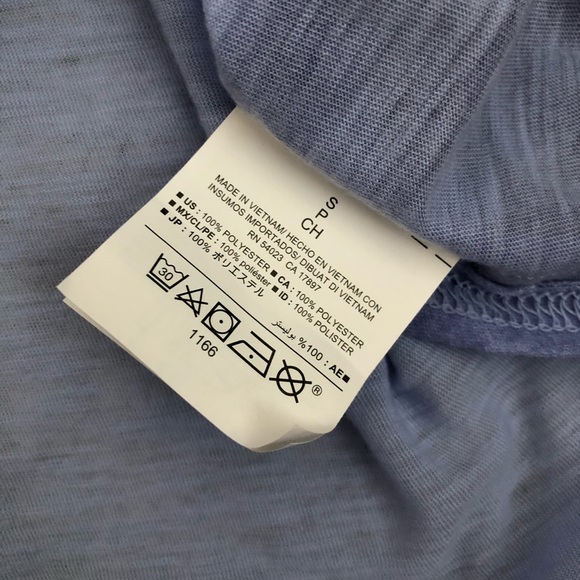 S
P
CH
MADE IN VIETNAM/ HECHO EN VIETNAM CON
INSUMOS IMPORTADOS/ DIBUAT DI VIETNAM
RN 54023 CA 17897
■ US : 100% POLYESTER ■ CA : 100% POLYESTER
■ MX/CL/PE : 100% poliéster ■ ID : 100% POLISTER
■ JP : 100% ポリエステル
%100 بوليستر : AE ■
30
®
1166